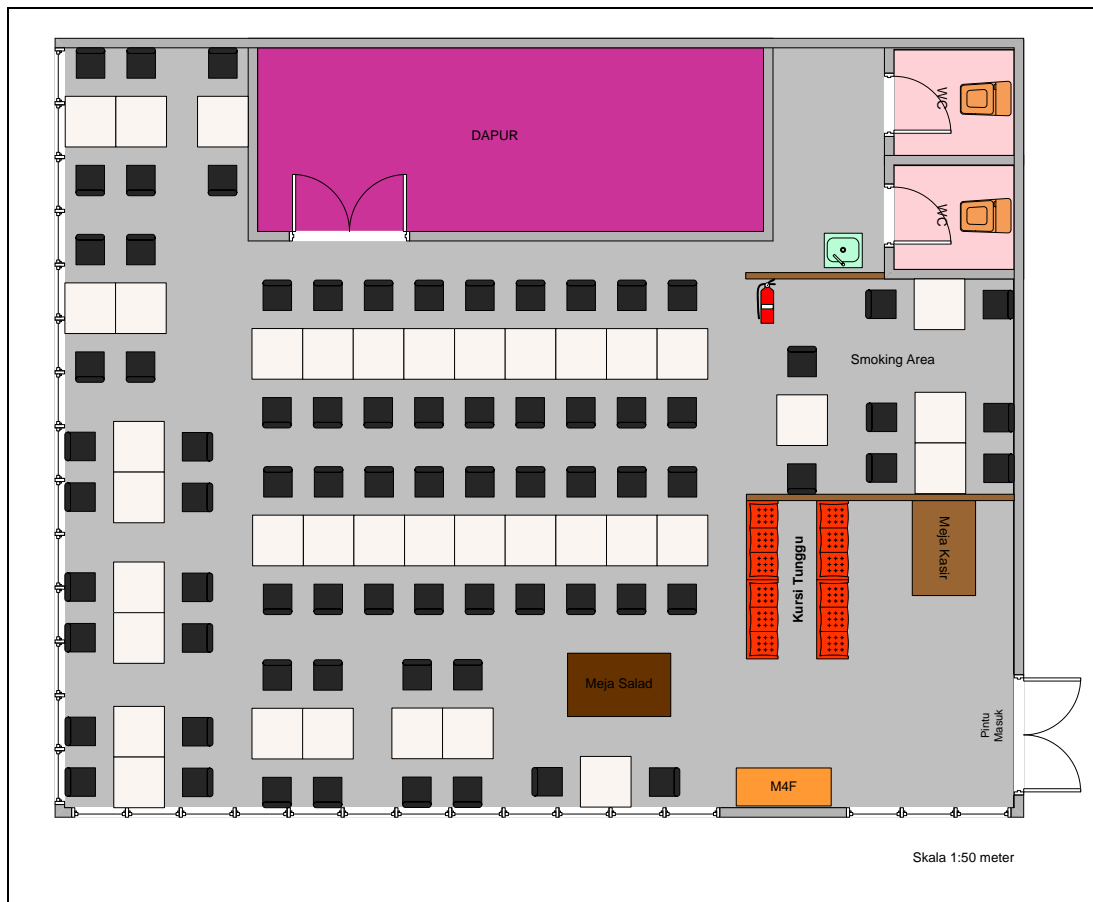 DAPUR
WC
WC
Smoking Area
Kursi Tunggu
Meja Kasir
Meja Salad
Pintu
Masuk
M4F
Skala 1:50 meter